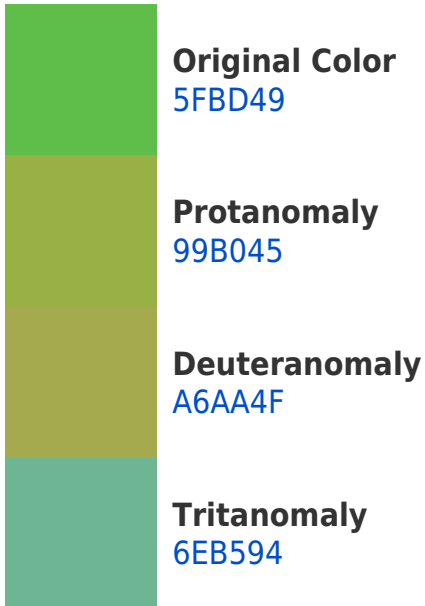 Original Color
5FBD49
Protanomaly
99B045
Deuteranomaly
A6AA4F
Tritanomaly
6EB594